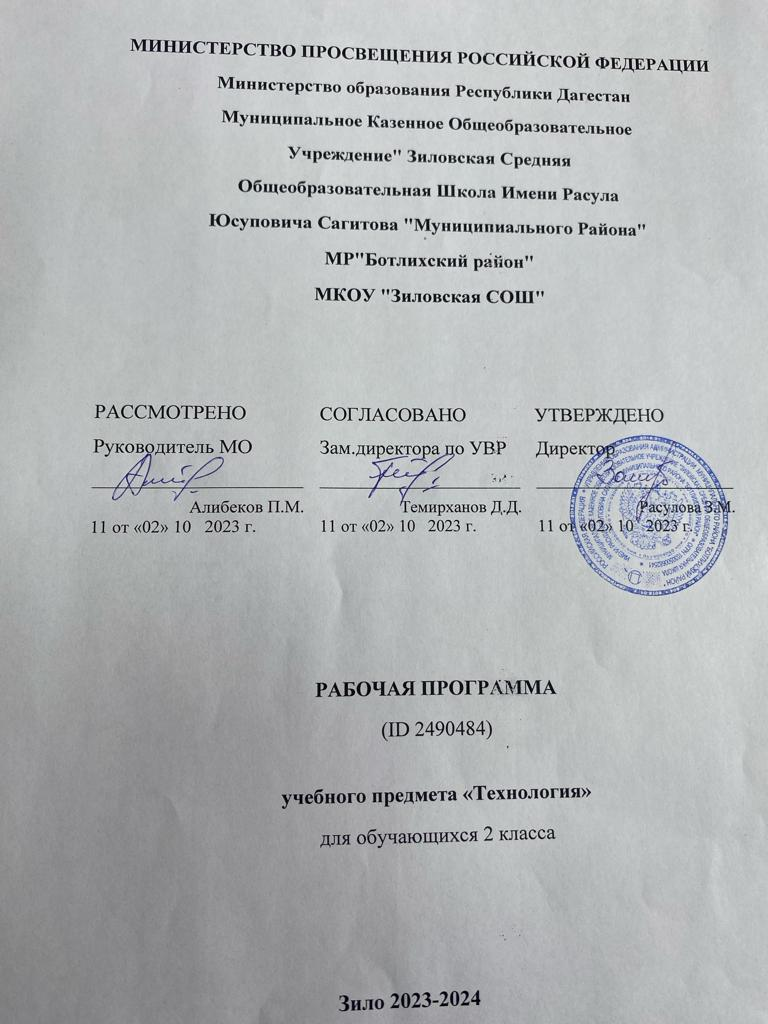 МИНИСТЕРСТВО ПРОСВЕЩЕНИЯ РОССИЙСКОЙ ФЕДЕРАЦИИ
Министерство образования Республики Дагестан
Муниципальное Казенное Общеобразовательное
Учреждение" Зиловская Средняя
Общеобразовательная Школа Имени Расула
Юсуповича Сагитова "Муниципиального Района"
МР"Ботлихский район"
МКОУ "Зиловская СОШ"
РАССМОТРЕНО СОГЛАСОВАНО УТВЕРЖДЕНО
Руководитель МО Зам.директора по УВР Директор
Алибеков П.М. Темирханов Д.Д. Расулова З.М.
11 от «02» 10 2023 г. 11 от «02» 10 2023 г. 11 от «02» 10 2023 г.
РАБОЧАЯ ПРОГРАММА
(ID 2490484)
учебного предмета «Технология»
для обучающихся 2 класса
Зило 2023-2024